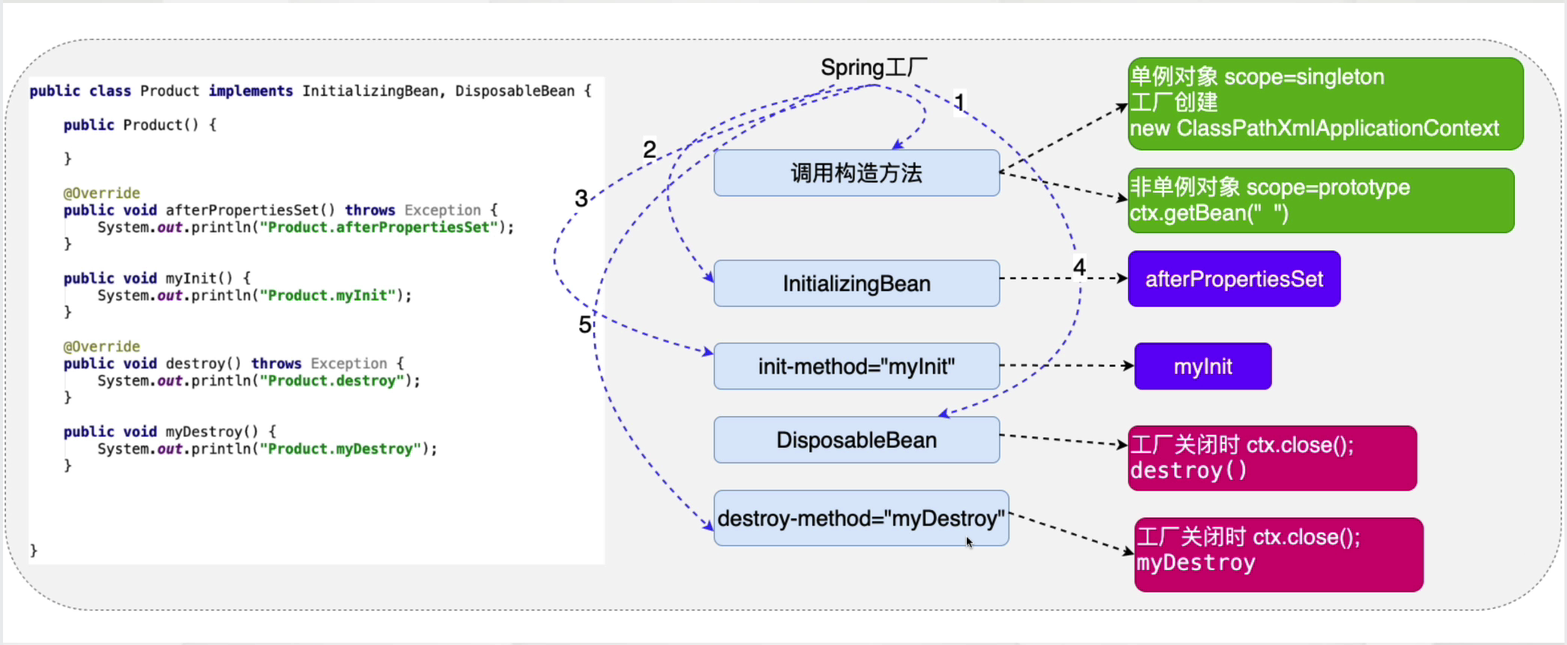 public class Product implements InitializingBean, DisposableBean {
public Product() {
}
@Override
public void afterPropertiesSet() throws Exception {
System.out.println("Product.afterPropertiesSet");
}
public void myInit() {
System.out.println("Product.myInit");
}
@Override
public void destroy() throws Exception {
System.out.println("Product.destroy");
}
public void myDestroy() {
System.out.println("Product.myDestroy");
}
}
Spring工厂
1
2
3
4
5
调用构造方法
InitializingBean
init-method="myInit"
DisposableBean
destroy-method="myDestroy"
单例对象 scope=singleton
工厂创建
new ClassPathXmlApplicationContext
非单例对象 scope=prototype
ctx.getBean(" ")
afterPropertiesSet
myInit
工厂关闭时 ctx.close();
destroy()
工厂关闭时 ctx.close();
myDestroy